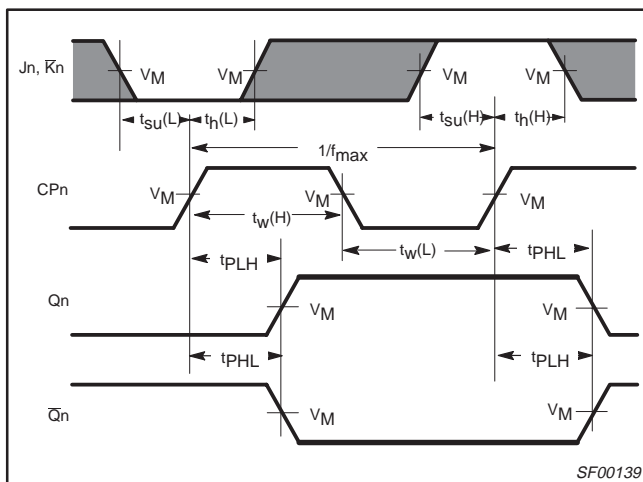 Jn, K̅n VM VM VM VM
tsu(L) th(L) tsu(H) th(H)
1/fmax
CPn VM VM VM
tw(H)
tw(L)
tPLH tPHL
Qn VM VM
tPHL tPLH
Q̅n VM VM
SF00139